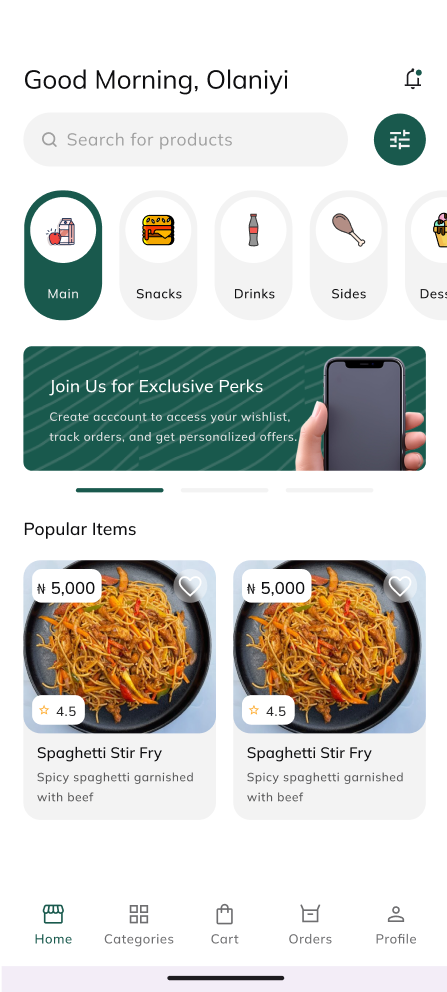 Good Morning, Olaniyi
Search for products
Main
Snacks
Drinks
Sides
Dess
Join Us for Exclusive Perks
Create acccount to access your wishlist,
track orders, and get personalized offers.
Popular Items
₦ 5,000
₦ 5,000
4.5
4.5
Spaghetti Stir Fry
Spaghetti Stir Fry
Spicy spaghetti garnished
with beef
Spicy spaghetti garnished
with beef
Home
Categories
Cart
Orders
Profile